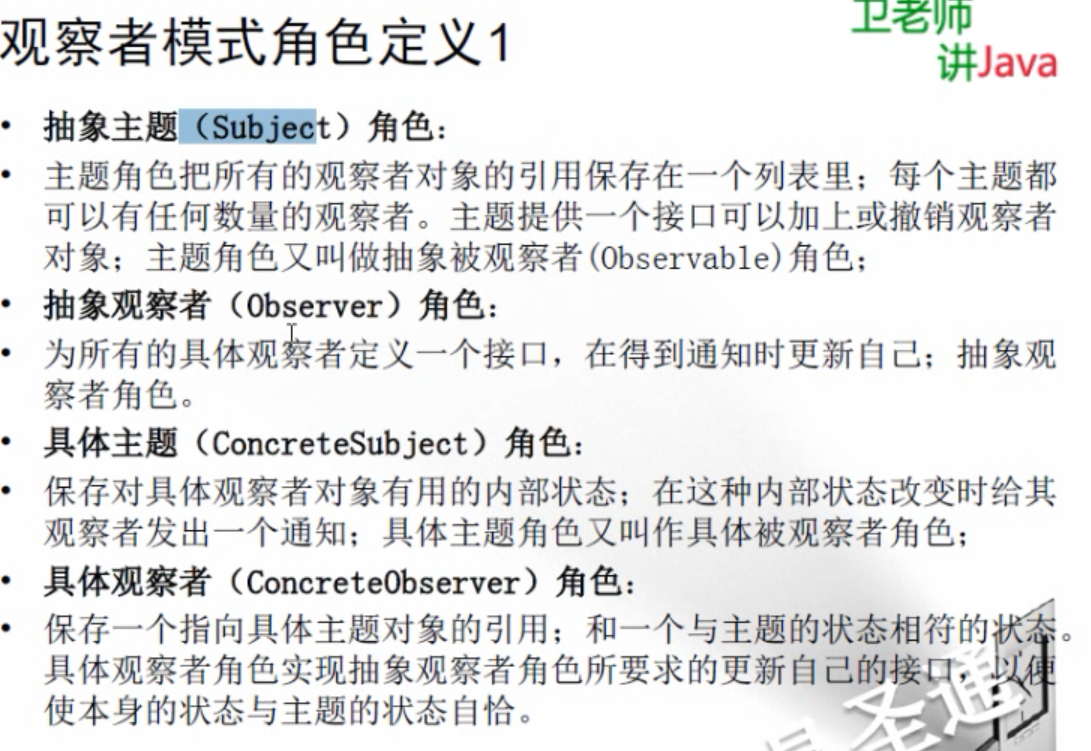 观察者模式角色定义1
卫老师
讲Java
• 抽象主题（Subject）角色：
• 主题角色把所有的观察者对象的引用保存在一个列表里；每个主题都
可以有任何数量的观察者。主题提供一个接口可以加上或撤销观察者
对象；主题角色又叫做抽象被观察者(Observable)角色；
• 抽象观察者（Observer）角色：
• 为所有的具体观察者定义一个接口，在得到通知时更新自己；抽象观
察者角色。
• 具体主题（ConcreteSubject）角色：
• 保存对具体观察者对象有用的内部状态；在这种内部状态改变时给其
观察者发出一个通知；具体主题角色又叫作具体被观察者角色；
• 具体观察者（ConcreteObserver）角色：
• 保存一个指向具体主题对象的引用；和一个与主题的状态相符的状态。
具体观察者角色实现抽象观察者角色所要求的更新自己的接口，以便
使本身的状态与主题的状态自恰。
圣通